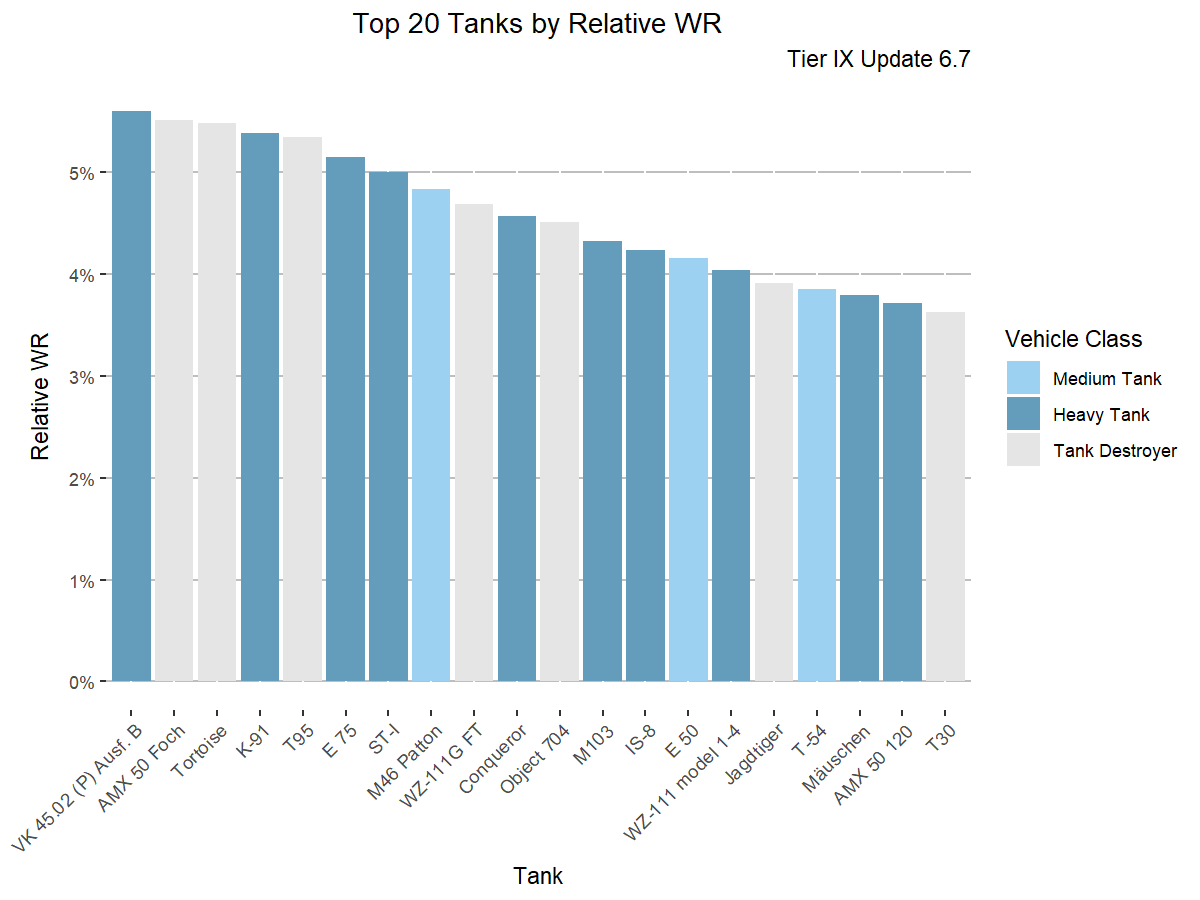 Top 20 Tanks by Relative WR
Tier IX Update 6.7
Relative WR
5%
4%
3%
2%
1%
0%
VK 45.02 (P) Ausf. B
AMX 50 Foch
Tortoise
K-91
T95
E 75
ST-I
M46 Patton
WZ-111G FT
Conqueror
Object 704
M103
IS-8
E 50
WZ-111 model 1-4
Jagdtiger
T-54
Mäuschen
AMX 50 120
T30
Tank
Vehicle Class
Medium Tank
Heavy Tank
Tank Destroyer